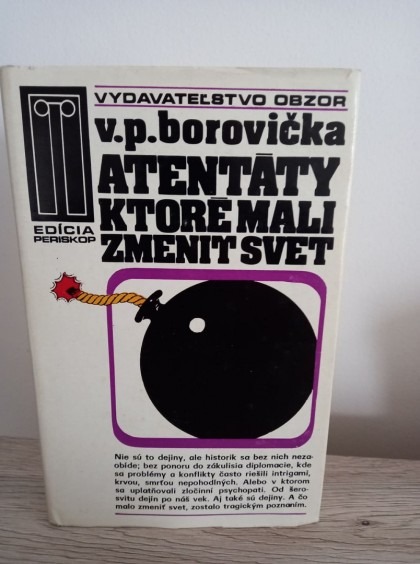 VYDAVATEĽSTVO OBZOR
v.p.borovička
ATENTÁTY
KTORÉ MALI
ZMENIT SVET
EDÍCIA
PERISKOP
Nie sú to dejiny, ale historik sa bez nich neza-
obíde; bez ponoru do zákulisia diplomacie, kde
sa problémy a konflikty často riešili intrigami,
krvou, smrťou nepohodlných. Alebo v ktorom
sa uplatňovali zločinní psychopati. Od šero-
svitu dejín po náš vek. Aj také sú dejiny. A čo
malo zmeniť svet, zostalo tragickým poznaním.